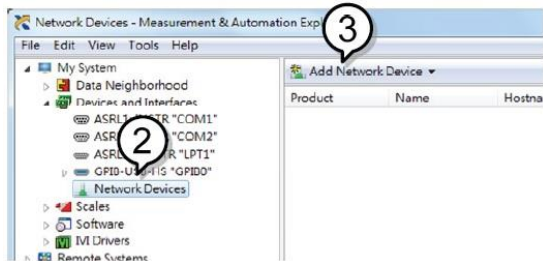 Network Devices - Measurement & Automation Exp
3
File Edit View Tools Help
My System
Data Neighborhood
Devices and Interfaces
ASRL1 "COM1"
"COM2"
"LPT1"
2
"GPIB0"
Network Devices
Scales
Software
IVI Drivers
Remote Systems
Add Network Device
Product Name Hostna